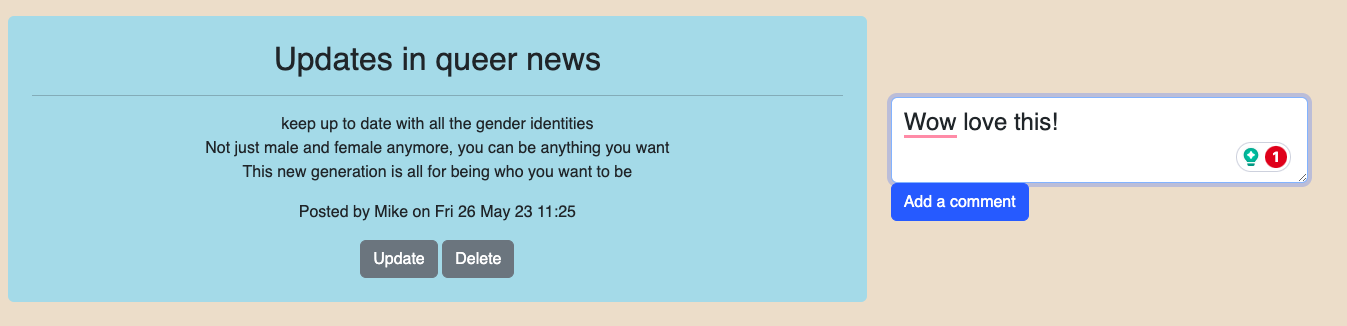 Updates in queer news
keep up to date with all the gender identities
Not just male and female anymore, you can be anything you want
This new generation is all for being who you want to be
Posted by Mike on Fri 26 May 23 11:25
Update Delete
Wow love this!
1
Add a comment